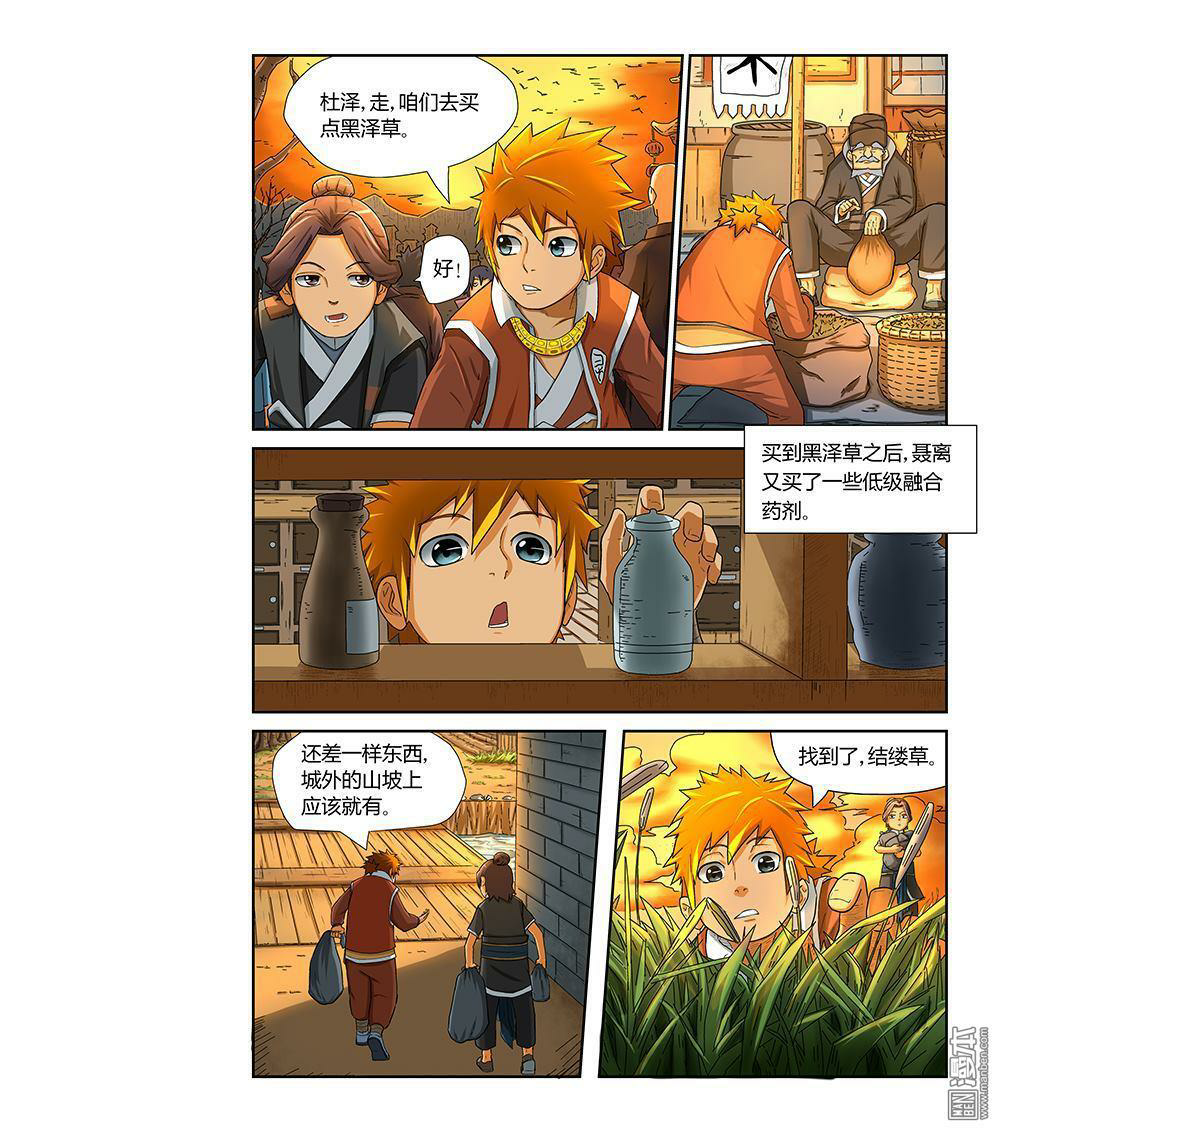 杜泽，走，咱们去买
点黑泽草。
好！
买到黑泽草之后，聂离
又买了一些低级融合
药剂。
还差一样东西，
城外的山坡上
应该就有。
找到了，结缕草。
漫本
MAN
BEN
www.manben.com